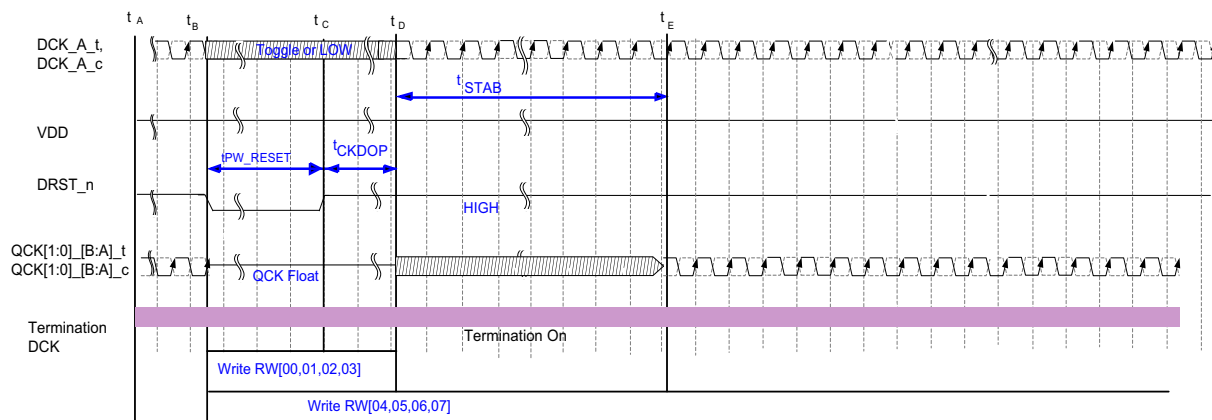 t A
t B
t C
t D
t E
DCK_A_t,
DCK_A_c
Toggle or LOW
t STAB
VDD
tPW_RESET
tCKDOP
DRST_n
HIGH
QCK[1:0]_[B:A]_t
QCK[1:0]_[B:A]_c
QCK Float
Termination
DCK
Termination On
Write RW[00,01,02,03]
Write RW[04,05,06,07]